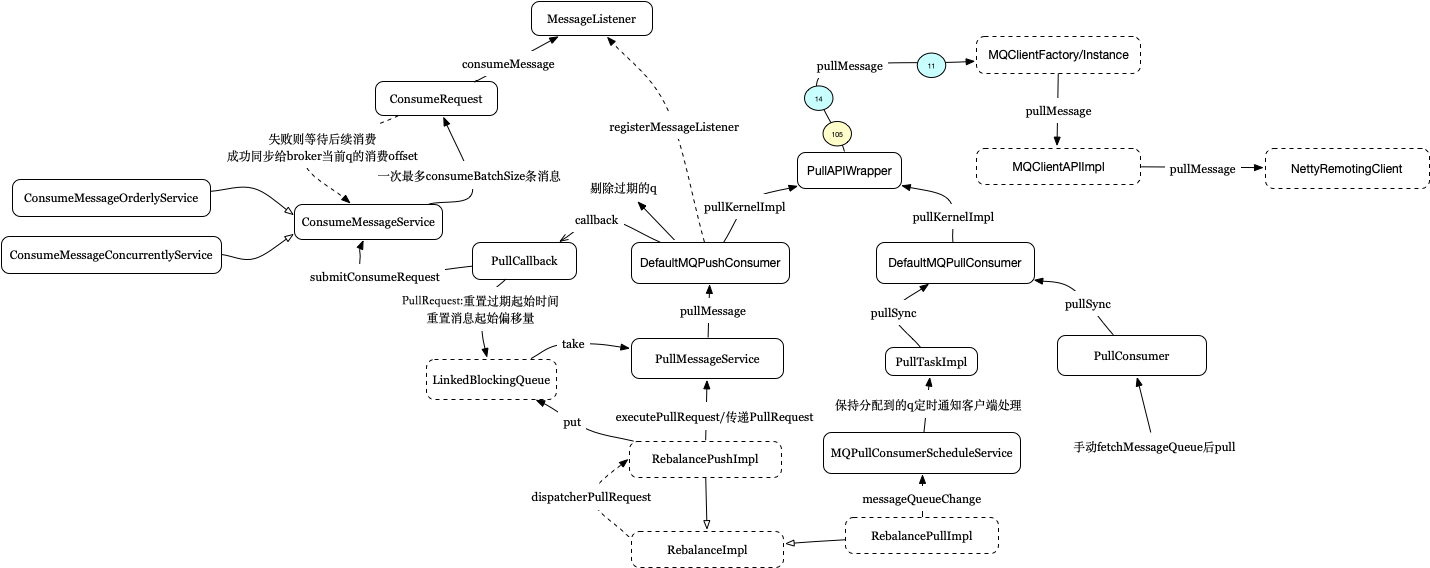 MessageListener
consumeMessage
pullMessage
11
MQClientFactory/Instance
ConsumeRequest
14
pullMessage
失败则等待后续消费
成功同步给broker当前q的消费offset
registerMessageListener
105
一次最多consumeBatchSize条消息
PullAPIWrapper
MQClientAPIImpl
pullMessage
NettyRemotingClient
ConsumeMessageOrderlyService
剔除过期的q
pullKernelImpl
pullKernelImpl
ConsumeMessageService
callback
ConsumeMessageConcurrentlyService
PullCallback
DefaultMQPushConsumer
DefaultMQPullConsumer
submitConsumeRequest
PullRequest:重置过期起始时间
重置消息起始偏移量
pullMessage
pullSync
pullSync
take
PullMessageService
PullTaskImpl
PullConsumer
LinkedBlockingQueue
保持分配到的q定时通知客户端处理
put
executePullRequest/传递PullRequest
手动fetchMessageQueue后pull
RebalancePushImpl
MQPullConsumerScheduleService
dispatcherPullRequest
messageQueueChange
RebalanceImpl
RebalancePullImpl